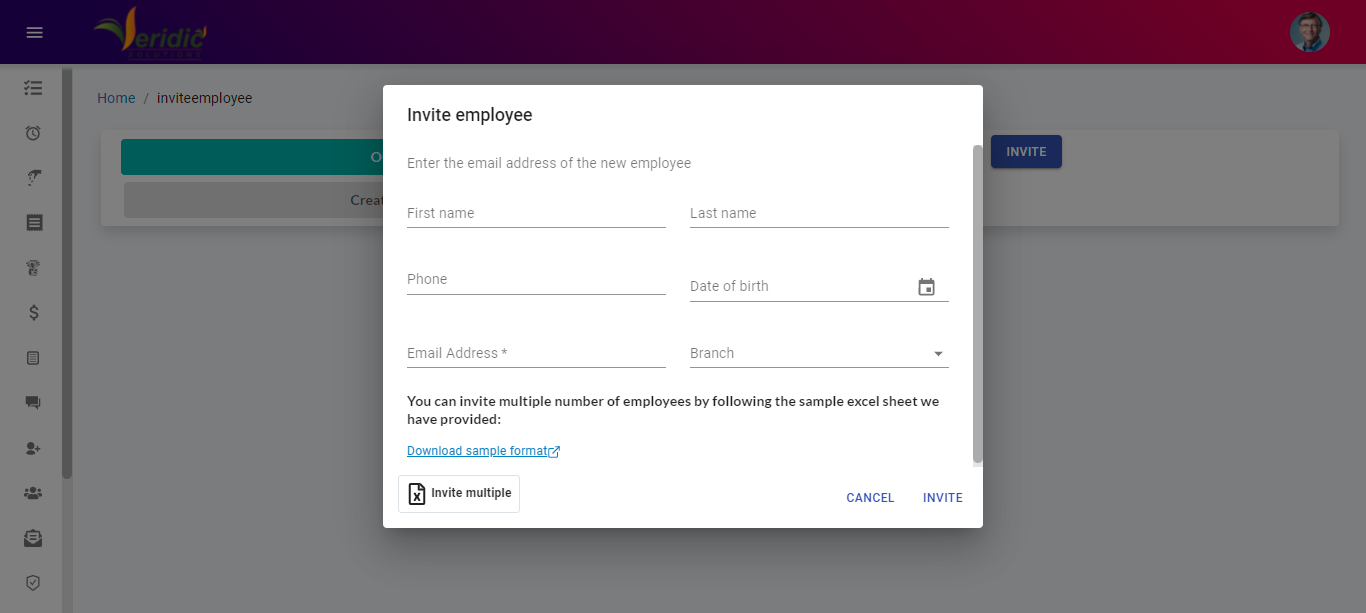 eridic
SOLUTIONS
Home / inviteemployee
INVITE
Invite employee
Enter the email address of the new employee
First name
Last name
Phone
Date of birth
Email Address *
Branch
You can invite multiple number of employees by following the sample excel sheet we
have provided:
Download sample format
Invite multiple
CANCEL
INVITE